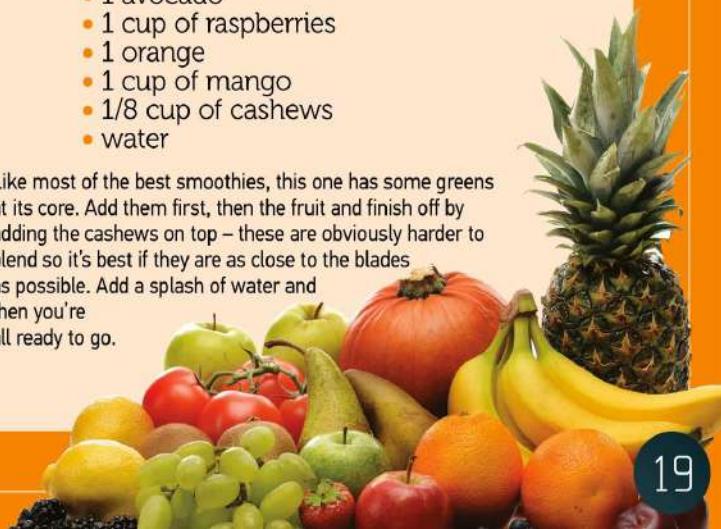 1 avocado
1 cup of raspberries
1 orange
1 cup of mango
1/8 cup of cashews
water
ike most of the best smoothies, this one has some greens
t its core. Add them first, then the fruit and finish off by
dding the cashews on top – these are obviously harder to
lend so it's best if they are as close to the blades
s possible. Add a splash of water and
hen you're
ll ready to go.
19